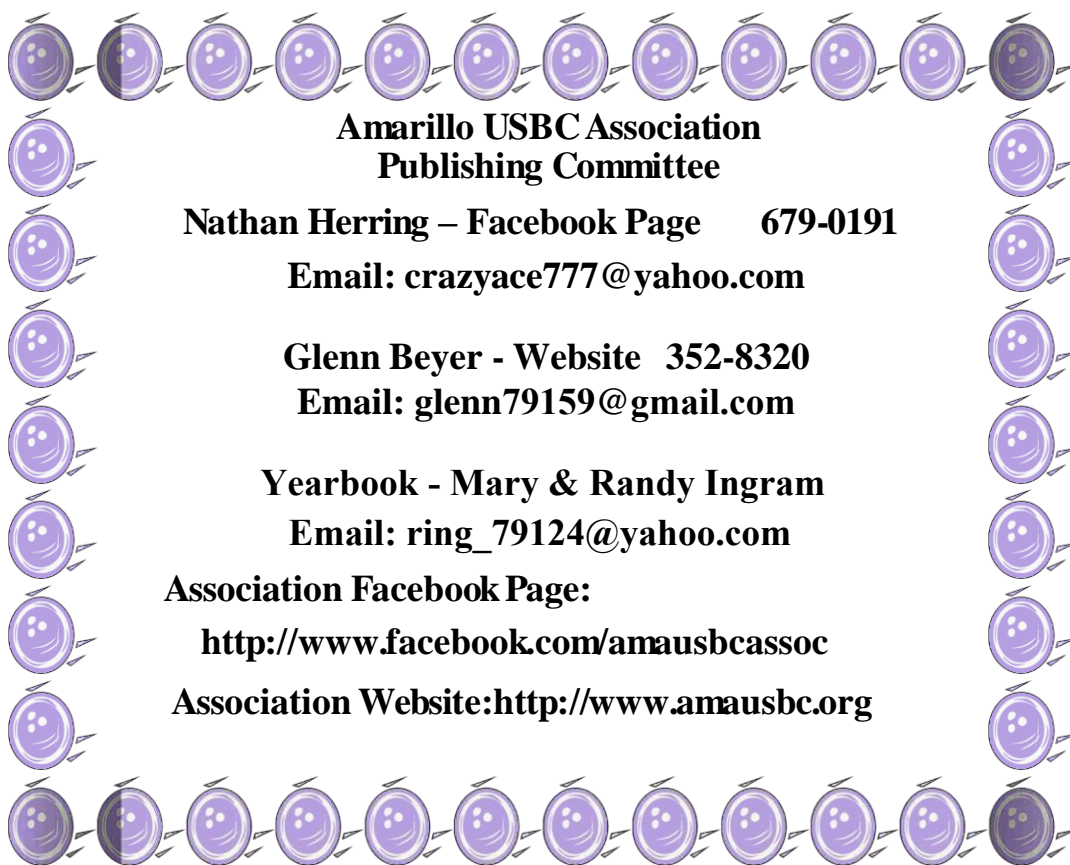 Amarillo USBC Association
Publishing Committee
Nathan Herring – Facebook Page 679-0191
Email: crazyace777@yahoo.com
Glenn Beyer - Website 352-8320
Email: glenn79159@gmail.com
Yearbook - Mary & Randy Ingram
Email: ring_79124@yahoo.com
Association Facebook Page:
http://www.facebook.com/amausbcassoc
Association Website:http://www.amausbc.org